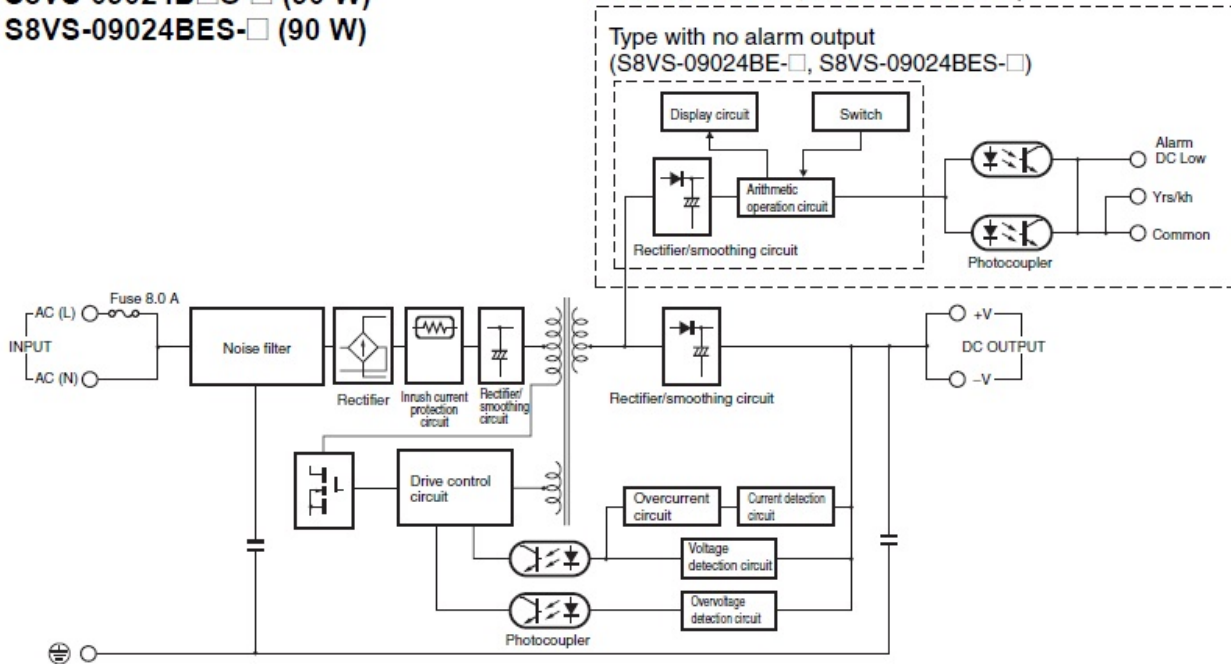 S8VS-09024BES-□ (90 W)
Type with no alarm output
(S8VS-09024BE-□, S8VS-09024BES-□)
Display circuit
Switch
Arithmetic
operation circuit
Rectifier/smoothing circuit
Alarm
DC Low
Yrs/kh
Common
Photocoupler
AC (L)
Fuse 8.0 A
INPUT
AC (N)
Noise filter
Rectifier
Inrush current
protection
circuit
Rectifier/
smoothing
circuit
Rectifier/smoothing circuit
+V
DC OUTPUT
–V
Drive control
circuit
Overcurrent
circuit
Current detection
circuit
Voltage
detection circuit
Overvoltage
detection circuit
Photocoupler